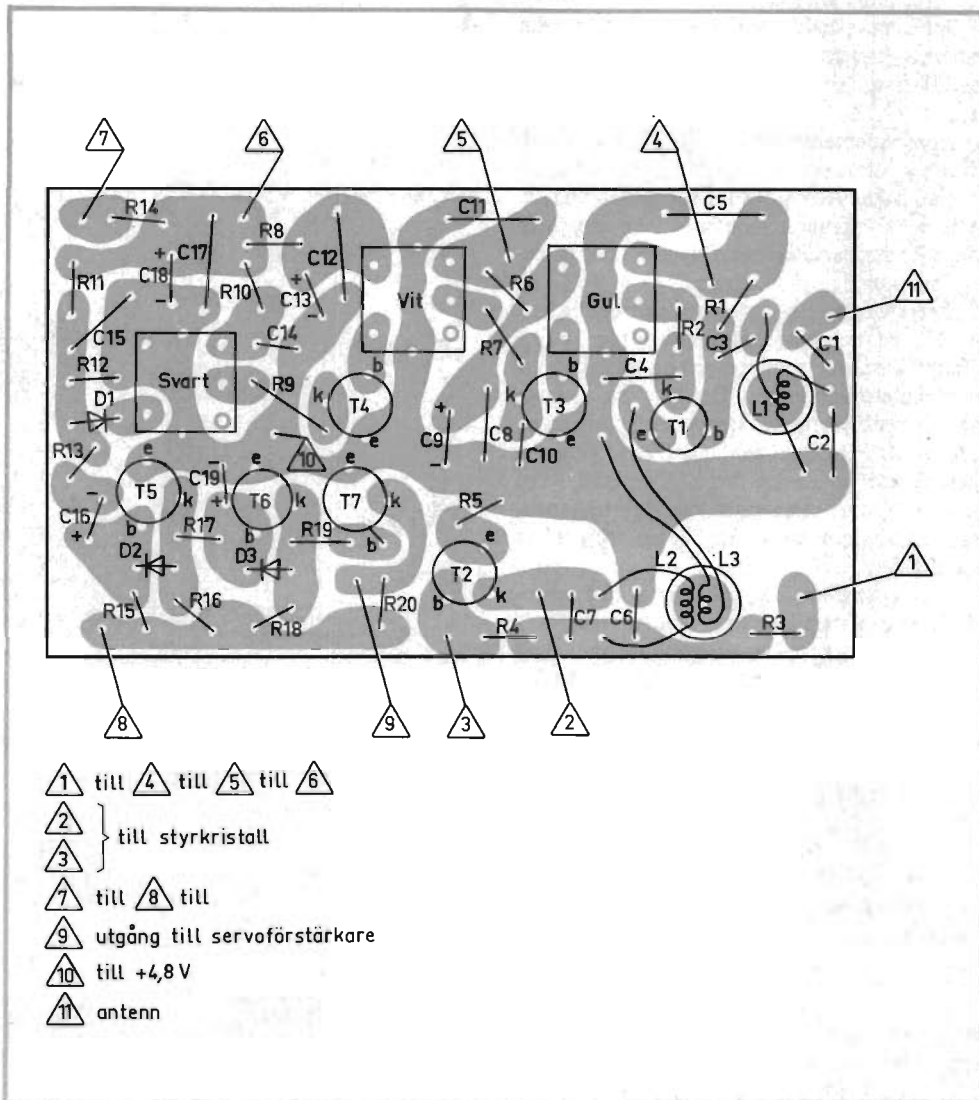 7 6 5 4
R14 C11 C5
C17 R8 C12
+ C18 - R10 + C13 -
R11 Vit R6 Gul R1 11
C15 C14 R7 R2 C3 C1
R12 Svart R9 b k T4 e b k T3 e C4 k T1 e b L1
D1 + C9 - C8 C10 C2
R13 10
e T5 k b - C19 + e T6 k b T7 e k b R5
- C16 + R17 R19
D2 D3 e T2 b k L2 L3 1
R15 R16 R18 R20 R4 C7 C6 R3
8 9 3 2
1 till 4 till 5 till 6
2
till styrkristall
3
7 till 8 till
9 utgång till servoförstärkare
10 till +4,8 V
11 antenn